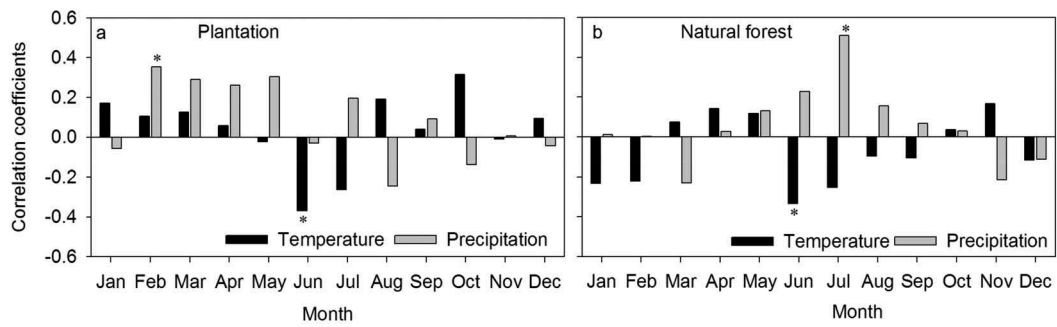 Correlation coefficients
0.6
0.4
0.2
0.0
-0.2
-0.4
-0.6
a
Plantation
*
*
Temperature
Precipitation
Jan Feb Mar Apr May Jun Jul Aug Sep Oct Nov Dec
Month
b
Natural forest
*
*
Temperature
Precipitation
Jan Feb Mar Apr May Jun Jul Aug Sep Oct Nov Dec
Month